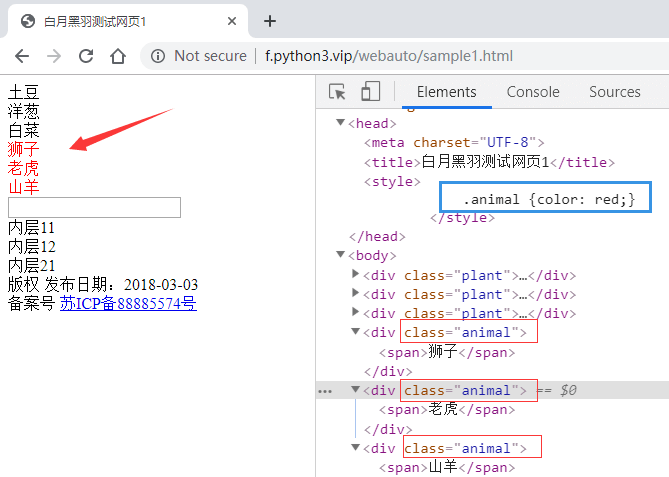 白月黑羽测试网页1
Not secure | f.python3.vip/webauto/sample1.html
土豆
洋葱
白菜
狮子
老虎
山羊
内层11
内层12
内层21
版权 发布日期：2018-03-03
备案号 苏ICP备88885574号
Elements Console Sources
<head>
<meta charset="UTF-8">
<title>白月黑羽测试网页1</title>
<style>
.animal {color: red;}
</style>
</head>
<body>
<div class="plant">…</div>
<div class="plant">…</div>
<div class="plant">…</div>
<div class="animal">
<span>狮子</span>
</div>
<div class="animal"> == $0
<span>老虎</span>
</div>
<div class="animal">
<span>山羊</span>